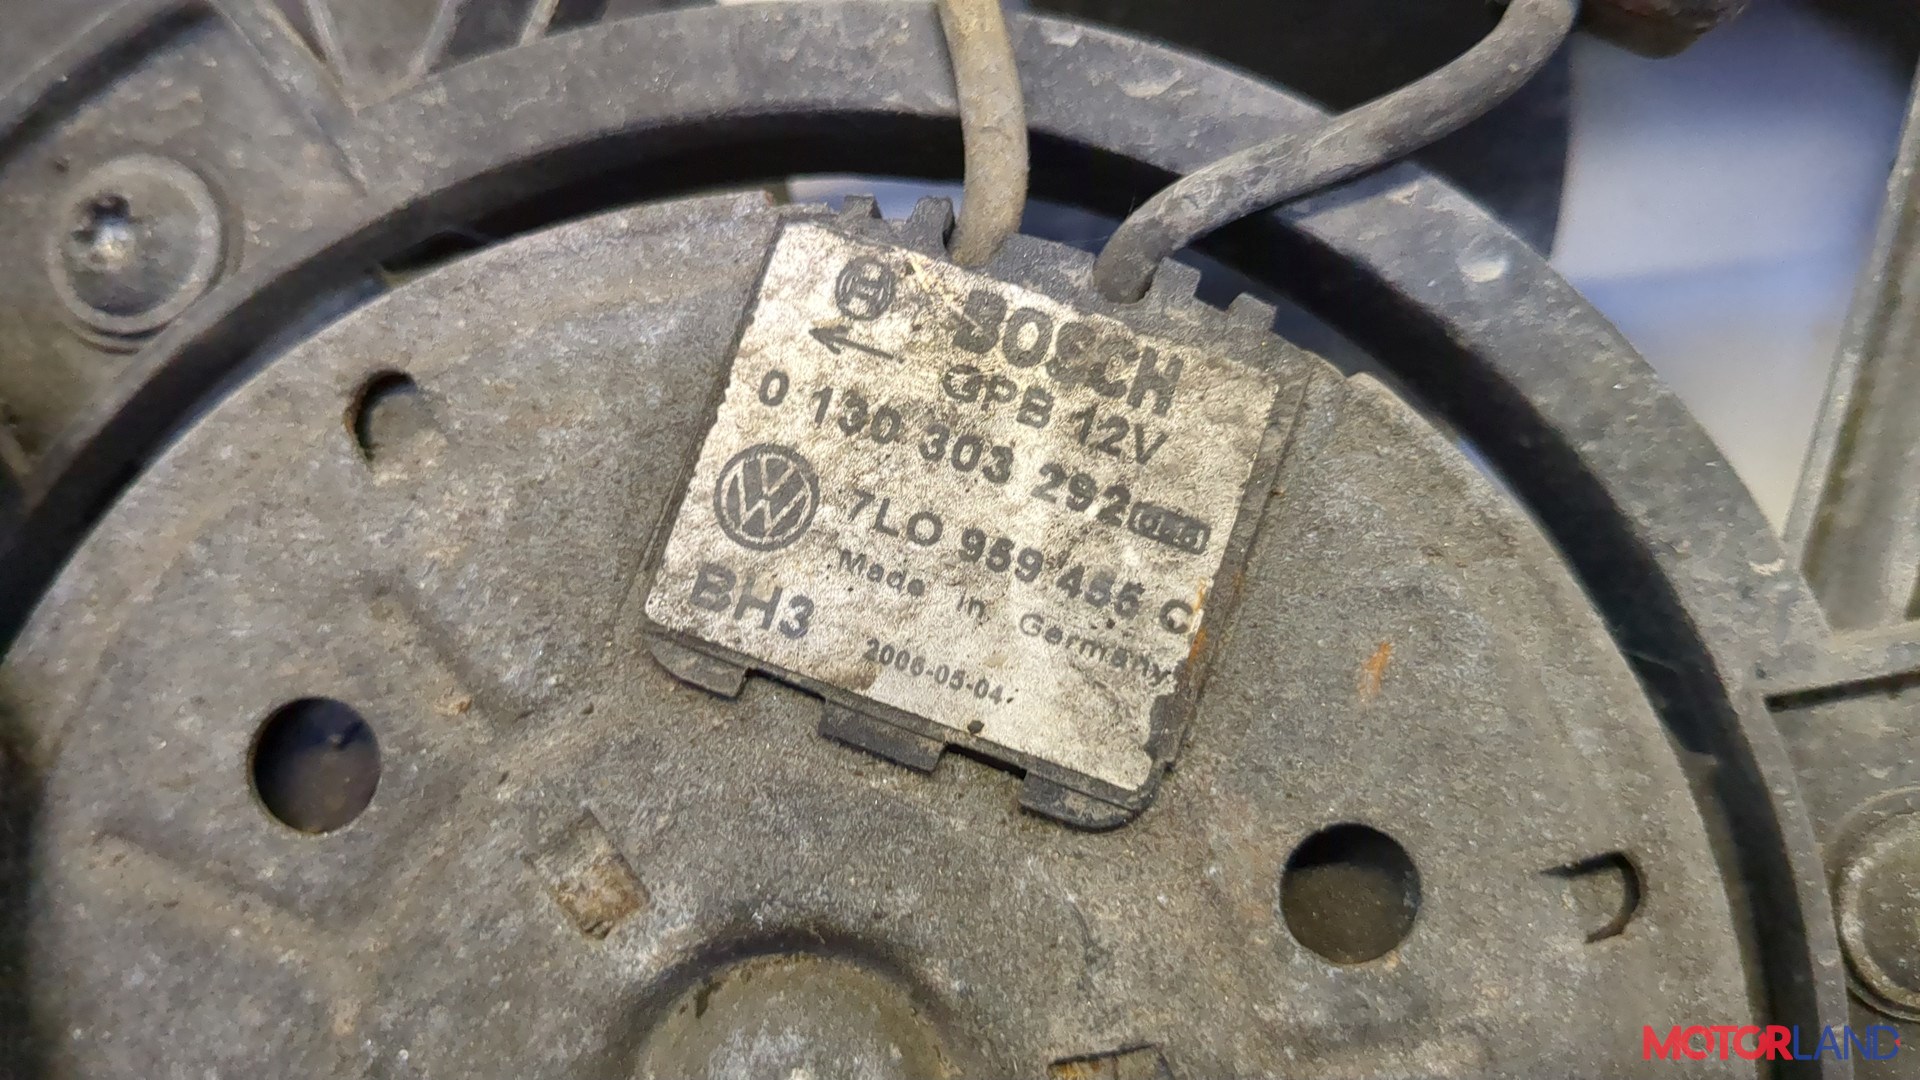 BOSCH
GPB 12V
0 130 303 292
7L0 959 455 C
Made in Germany
BH3
2006-05-04
MOTORLAND